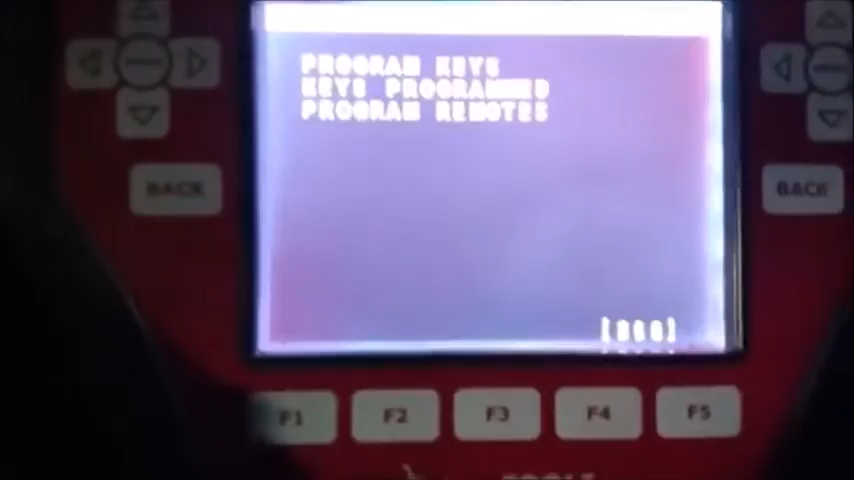 PROGRAM KEYS
KEYS PROGRAMMED
PROGRAM REMOTES
BACK
BACK
F1 F2 F3 F4 F5